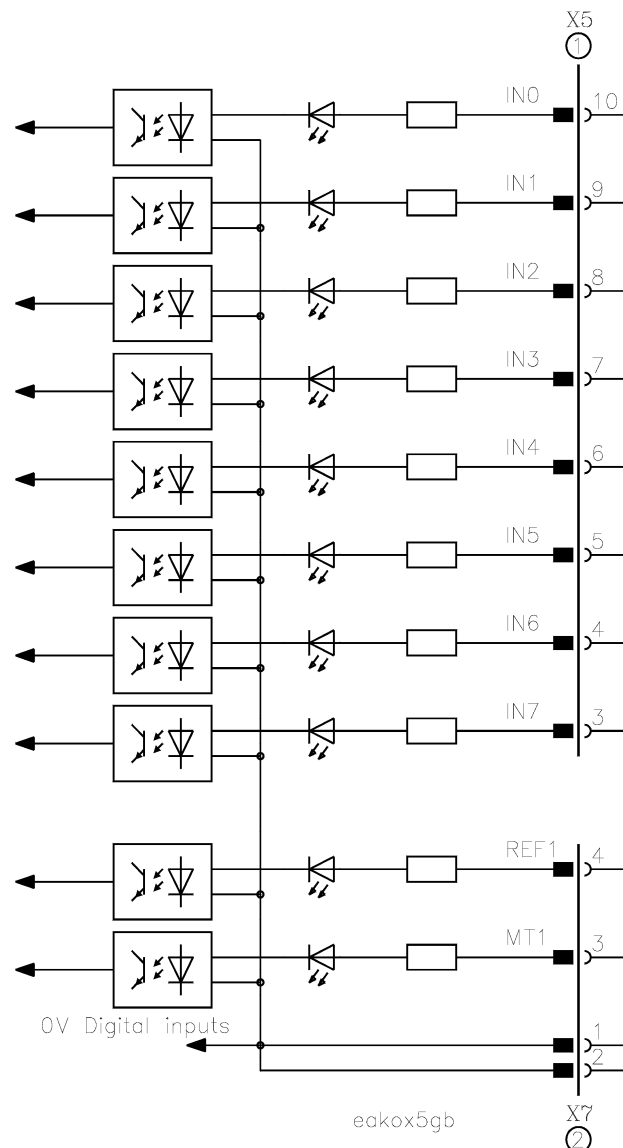 X5
1
IN0 10
IN1 9
IN2 8
IN3 7
IN4 6
IN5 5
IN6 4
IN7 3
REF1 4
MT1 3
0V Digital inputs 1
2
eakox5gb X7
2